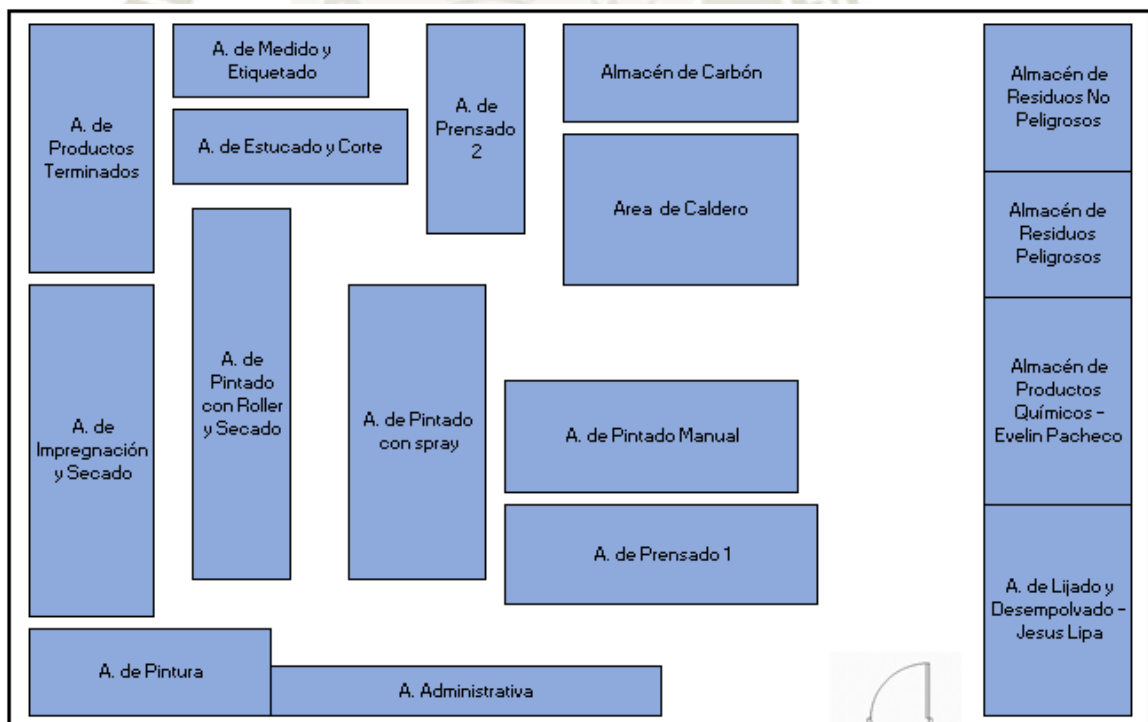 A. de
Productos
Terminados
A. de Medido y
Etiquetado
A. de Estucado y Corte
A. de
Prensado
2
Almacén de Carbón
Area de Caldero
Almacén de
Residuos No
Peligrosos
Almacén de
Residuos
Peligrosos
A. de
Impregnación
y Secado
A. de
Pintado
con Roller
y Secado
A. de Pintado
con spray
A. de Pintado Manual
A. de Prensado 1
Almacén de
Productos
Químicos -
Evelin Pacheco
A. de Lijado y
Desempolvado -
Jesus Lipa
A. de Pintura
A. Administrativa